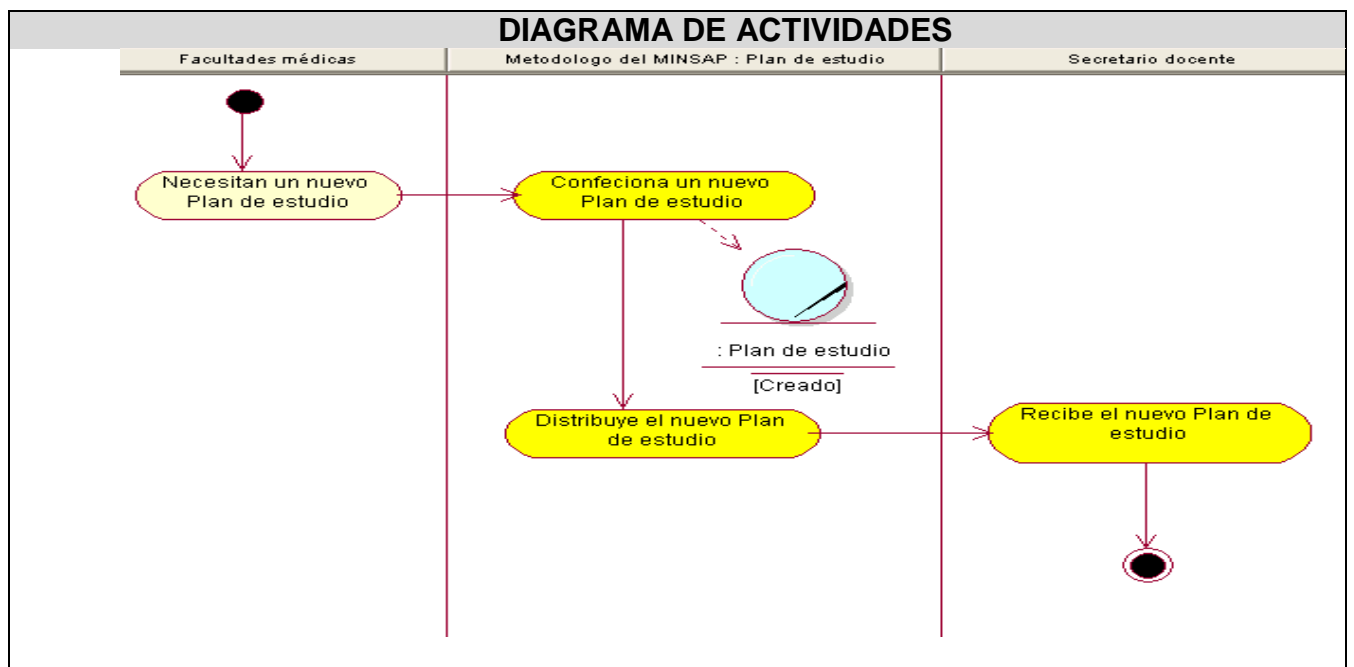 DIAGRAMA DE ACTIVIDADES
Facultades médicas
Metodologo del MINSAP : Plan de estudio
Secretario docente
Necesitan un nuevo
Plan de estudio
Confeciona un nuevo
Plan de estudio
: Plan de estudio
[Creado]
Distribuye el nuevo Plan
de estudio
Recibe el nuevo Plan de
estudio